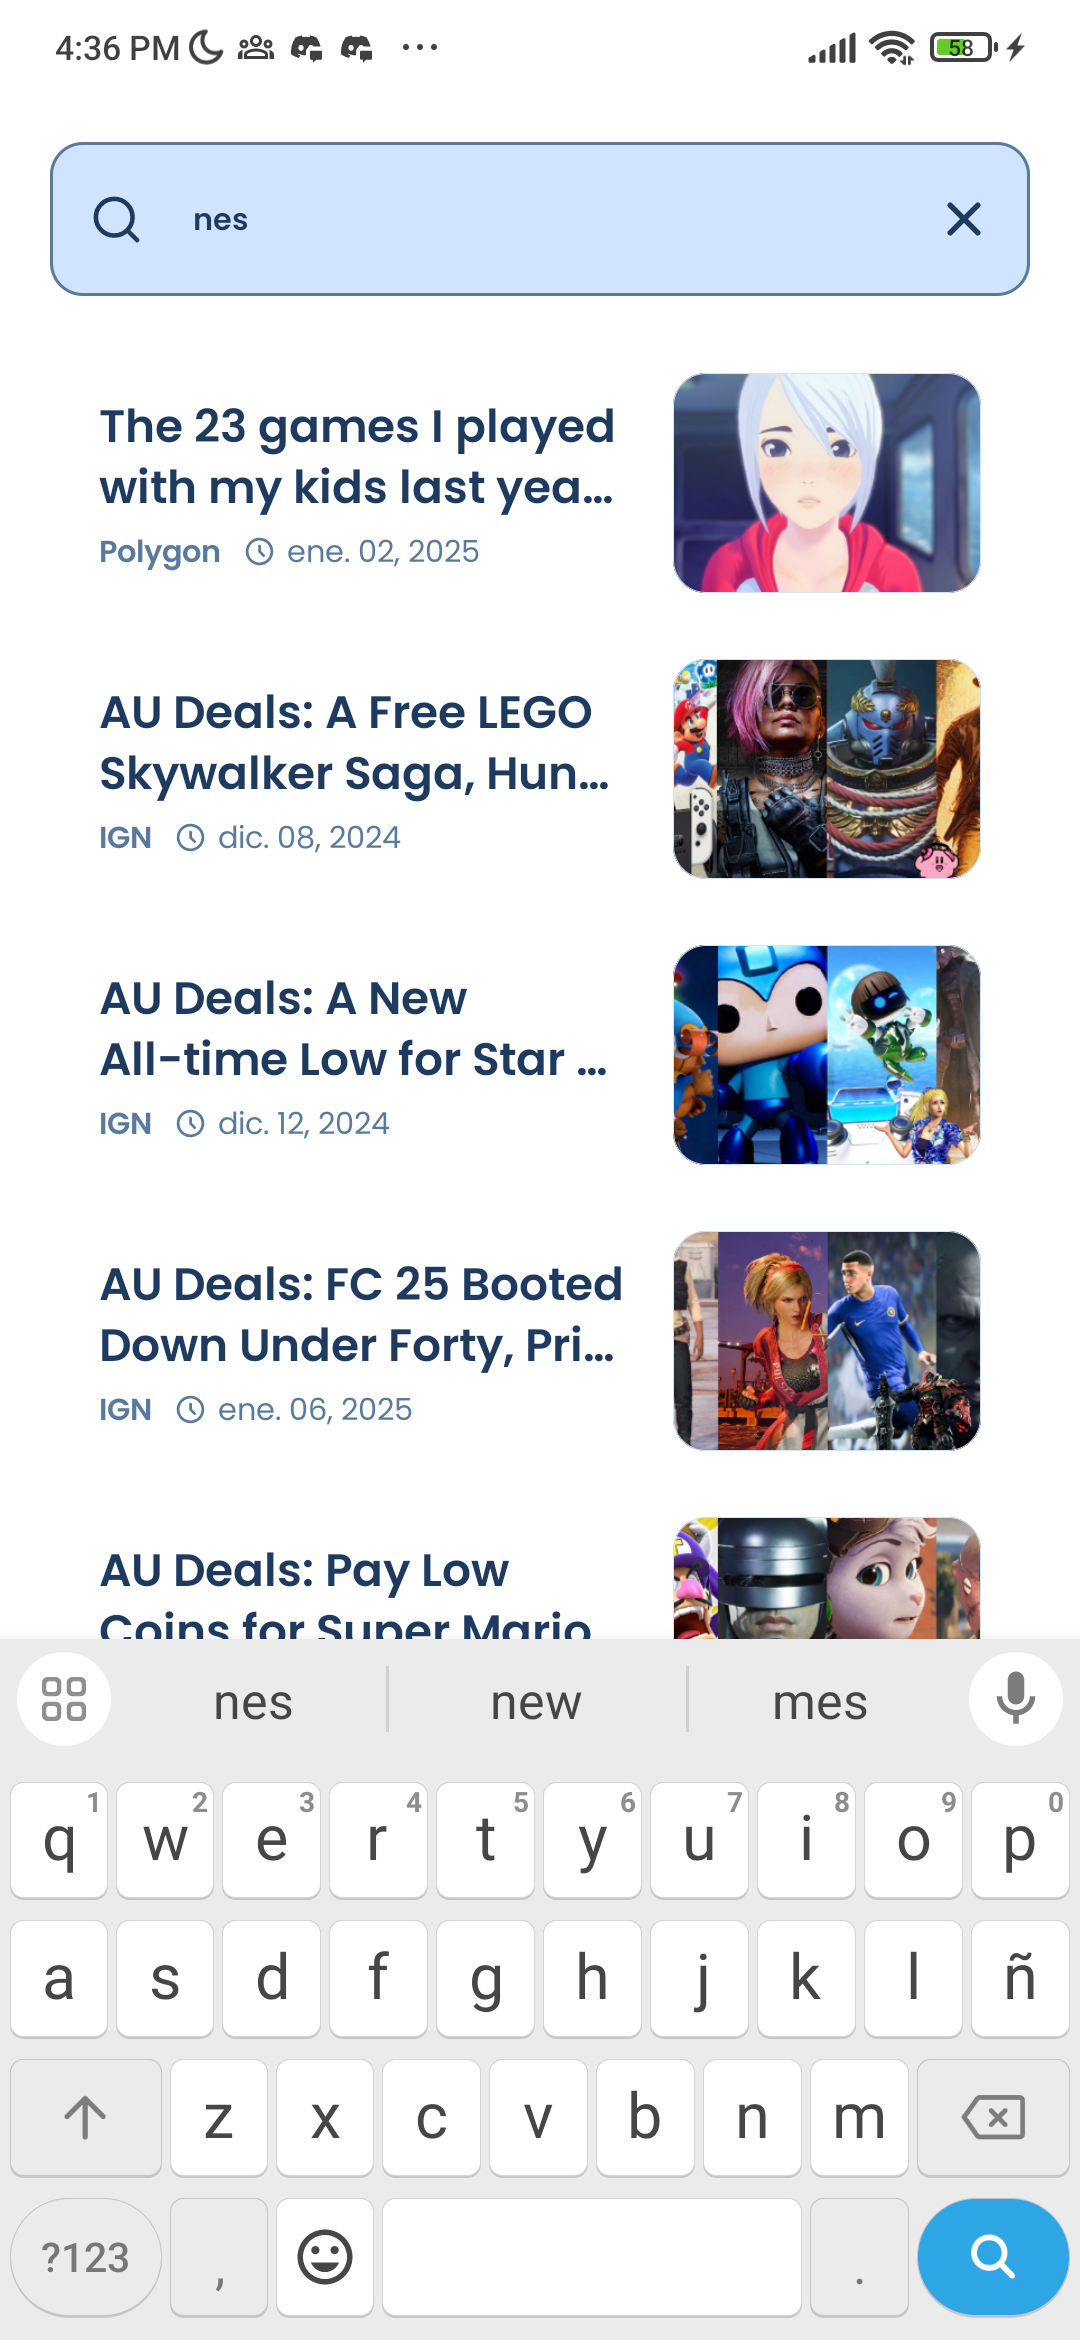 4:36 PM
58
nes
The 23 games I played
with my kids last yea...
Polygon ene. 02, 2025
AU Deals: A Free LEGO
Skywalker Saga, Hun...
IGN dic. 08, 2024
AU Deals: A New
All-time Low for Star ...
IGN dic. 12, 2024
AU Deals: FC 25 Booted
Down Under Forty, Pri...
IGN ene. 06, 2025
AU Deals: Pay Low
Coins for Super Mario
nes new mes
1 2 3 4 5 6 7 8 9 0
q w e r t y u i o p
a s d f g h j k l ñ
z x c v b n m
?123 , .